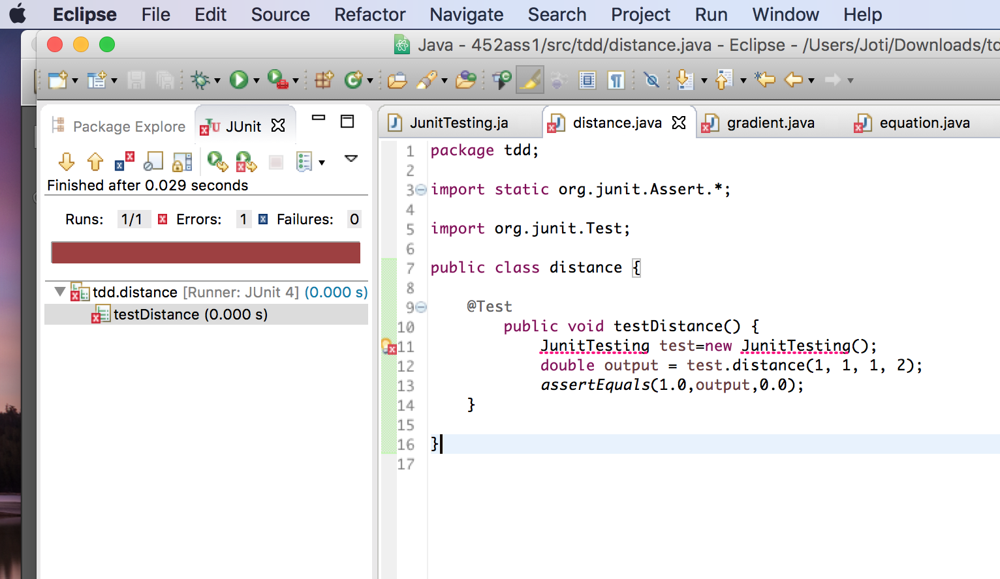 Eclipse File Edit Source Refactor Navigate Search Project Run Window Help
Java - 452ass1/src/tdd/distance.java - Eclipse - /Users/Joti/Downloads/td
Package Explore JUnit
JunitTesting.ja distance.java gradient.java equation.java
Finished after 0.029 seconds
Runs: 1/1 Errors: 1 Failures: 0
tdd.distance [Runner: JUnit 4] (0.000 s)
testDistance (0.000 s)
1 package tdd;
2
3 import static org.junit.Assert.*;
4
5 import org.junit.Test;
6
7 public class distance {
8
9 @Test
10 public void testDistance() {
11 JunitTesting test=new JunitTesting();
12 double output = test.distance(1, 1, 1, 2);
13 assertEquals(1.0,output,0.0);
14 }
15
16 }
17